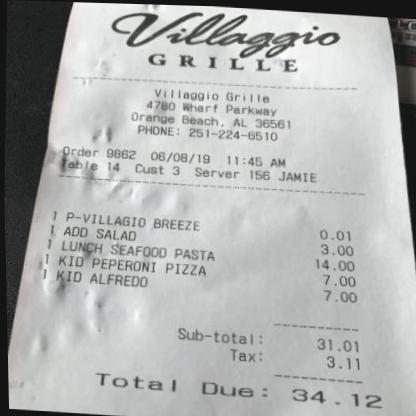 Villaggio
GRILLE
Villaggio Grille
4780 Wharf Parkway
Orange Beach, AL 36561
PHONE: 251-224-6510
Order 9862 06/08/19 11:45 AM
Table 14 Cust 3 Server 156 JAMIE
1 P-VILLAGIO BREEZE 0.01
1 ADD SALAD 3.00
1 LUNCH SEAFOOD PASTA 14.00
1 KID PEPERONI PIZZA 7.00
1 KID ALFREDO 7.00
Sub-total: 31.01
Tax: 3.11
Total Due: 34.12